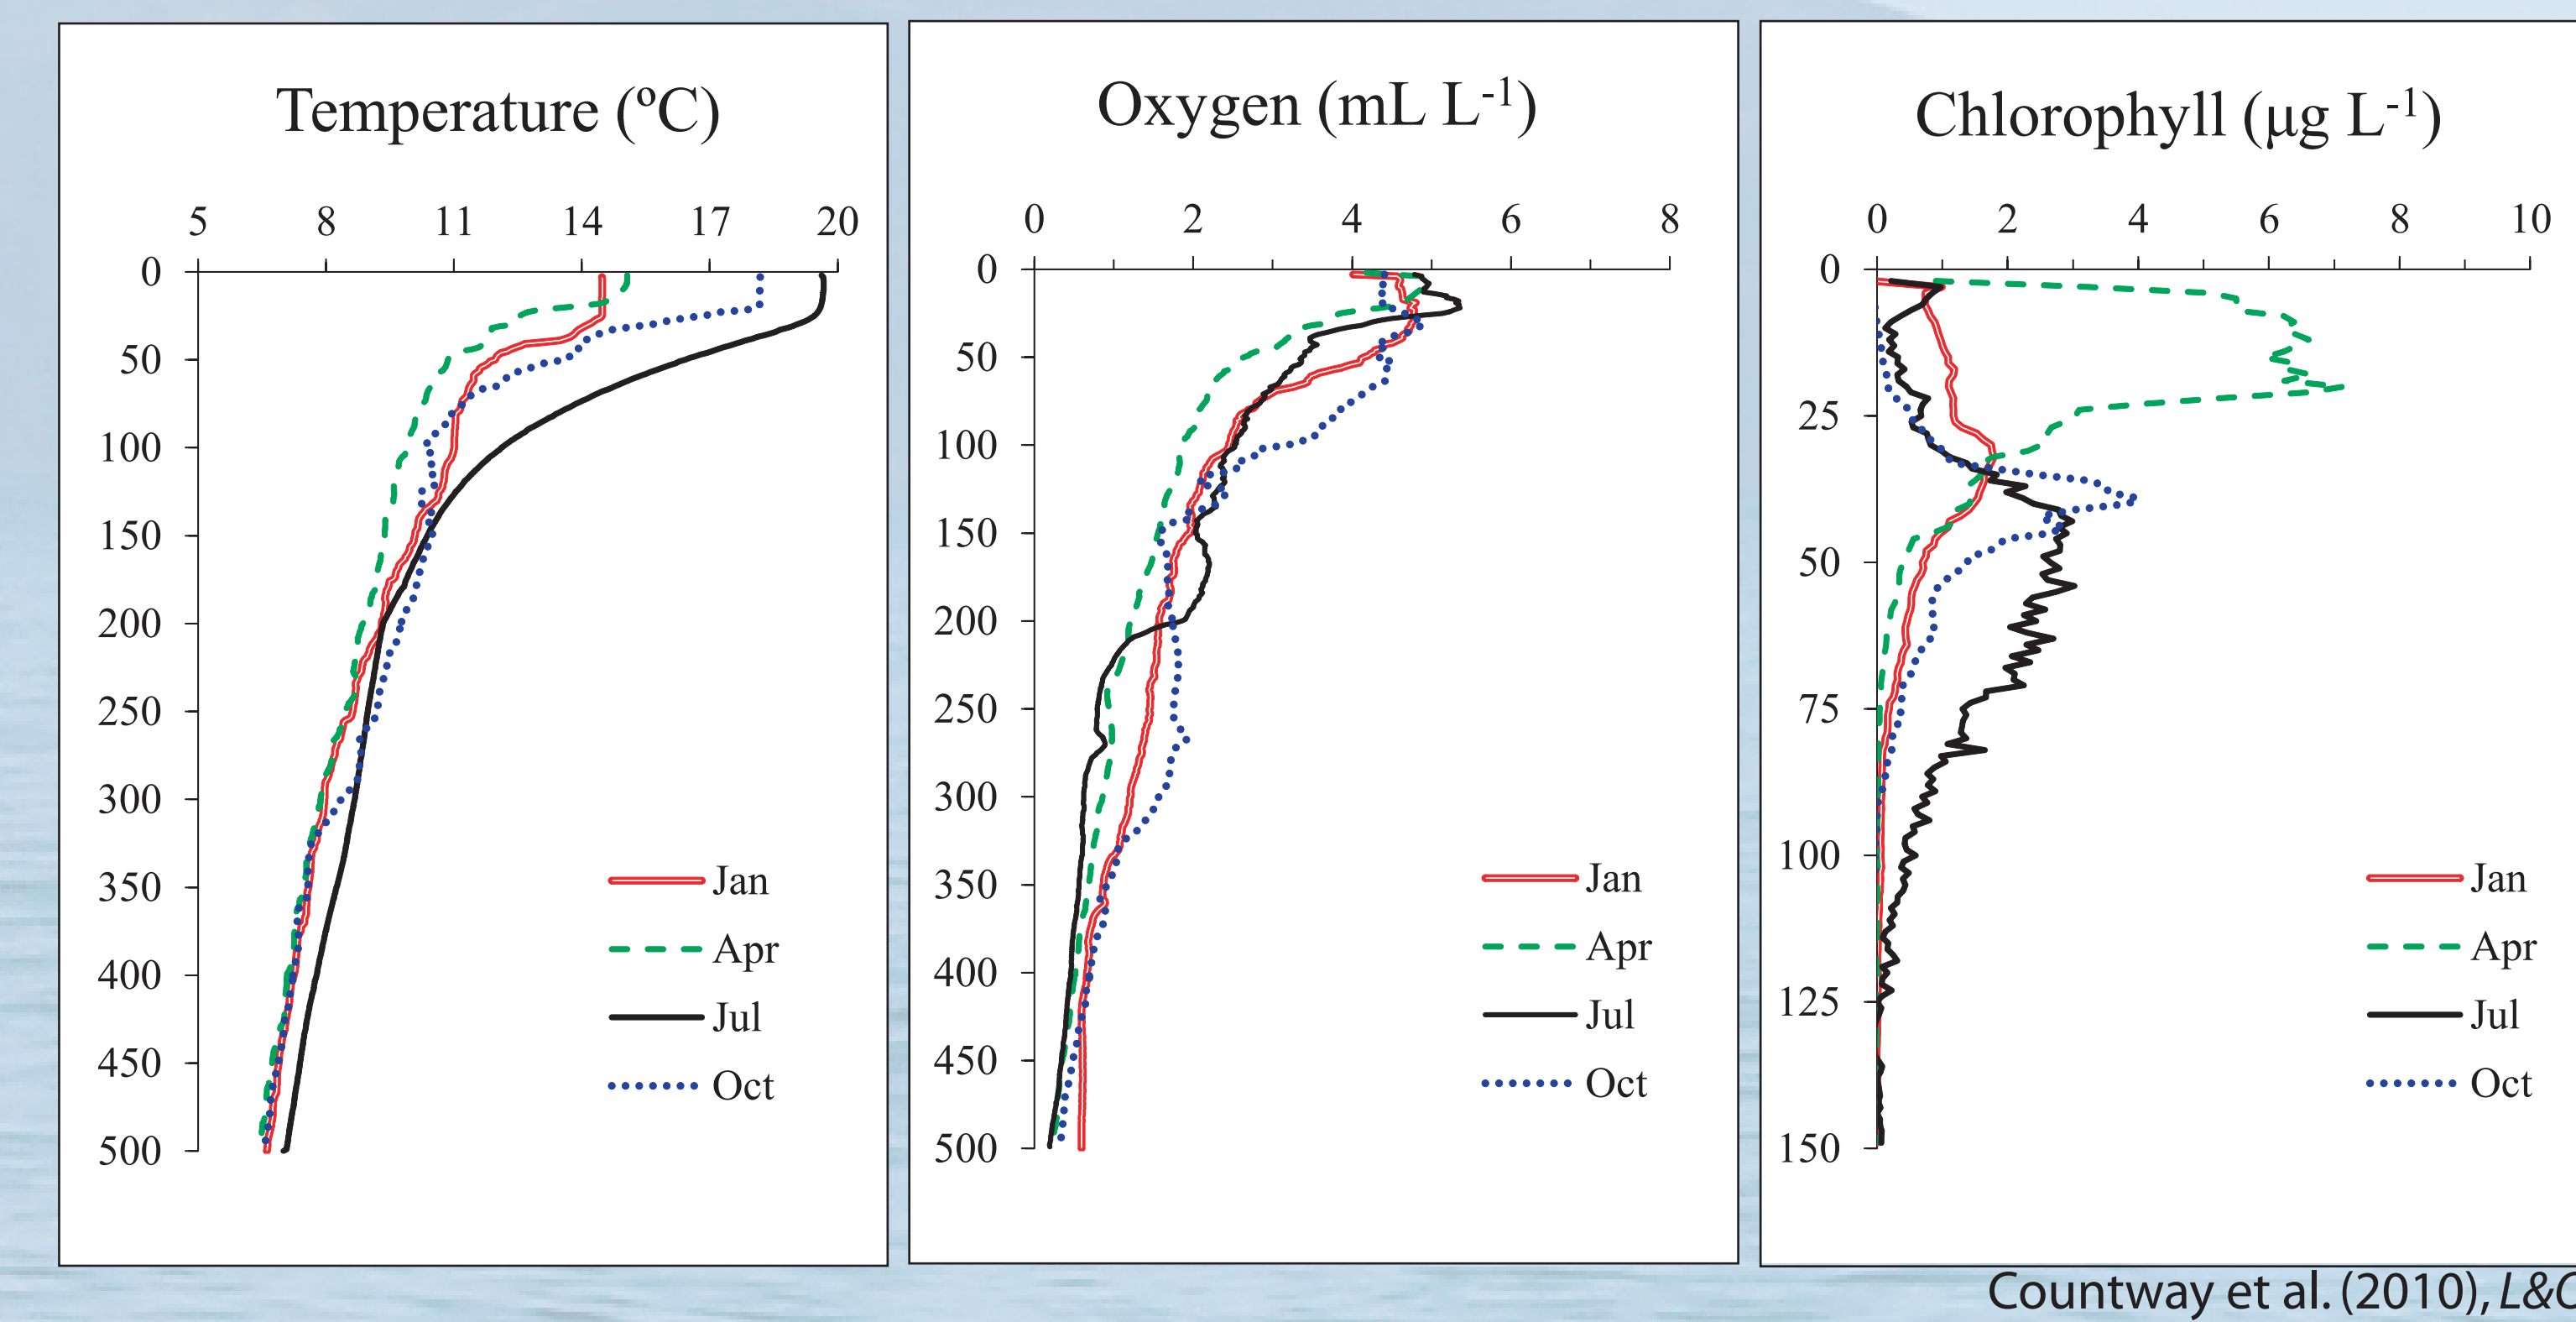 Temperature (ºC)
5 8 11 14 17 20
0
50
100
150
200
250
300
350
400
450
500
Jan
Apr
Jul
Oct
Oxygen (mL L⁻¹)
0 2 4 6 8
0
50
100
150
200
250
300
350
400
450
500
Jan
Apr
Jul
Oct
Chlorophyll (µg L⁻¹)
0 2 4 6 8 10
0
25
50
75
100
125
150
Jan
Apr
Jul
Oct
Countway et al. (2010), L&O